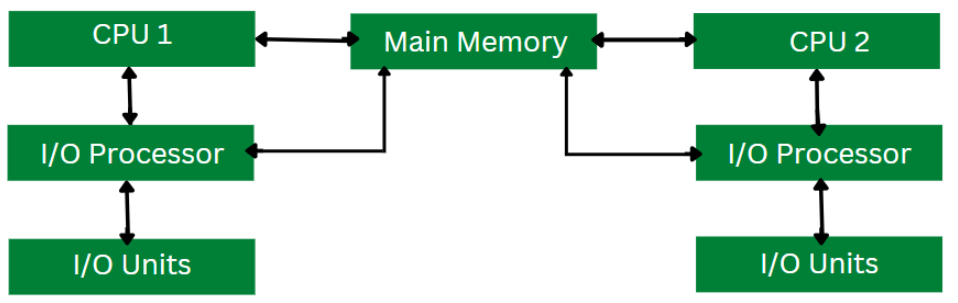 CPU 1
Main Memory
CPU 2
I/O Processor
I/O Processor
I/O Units
I/O Units